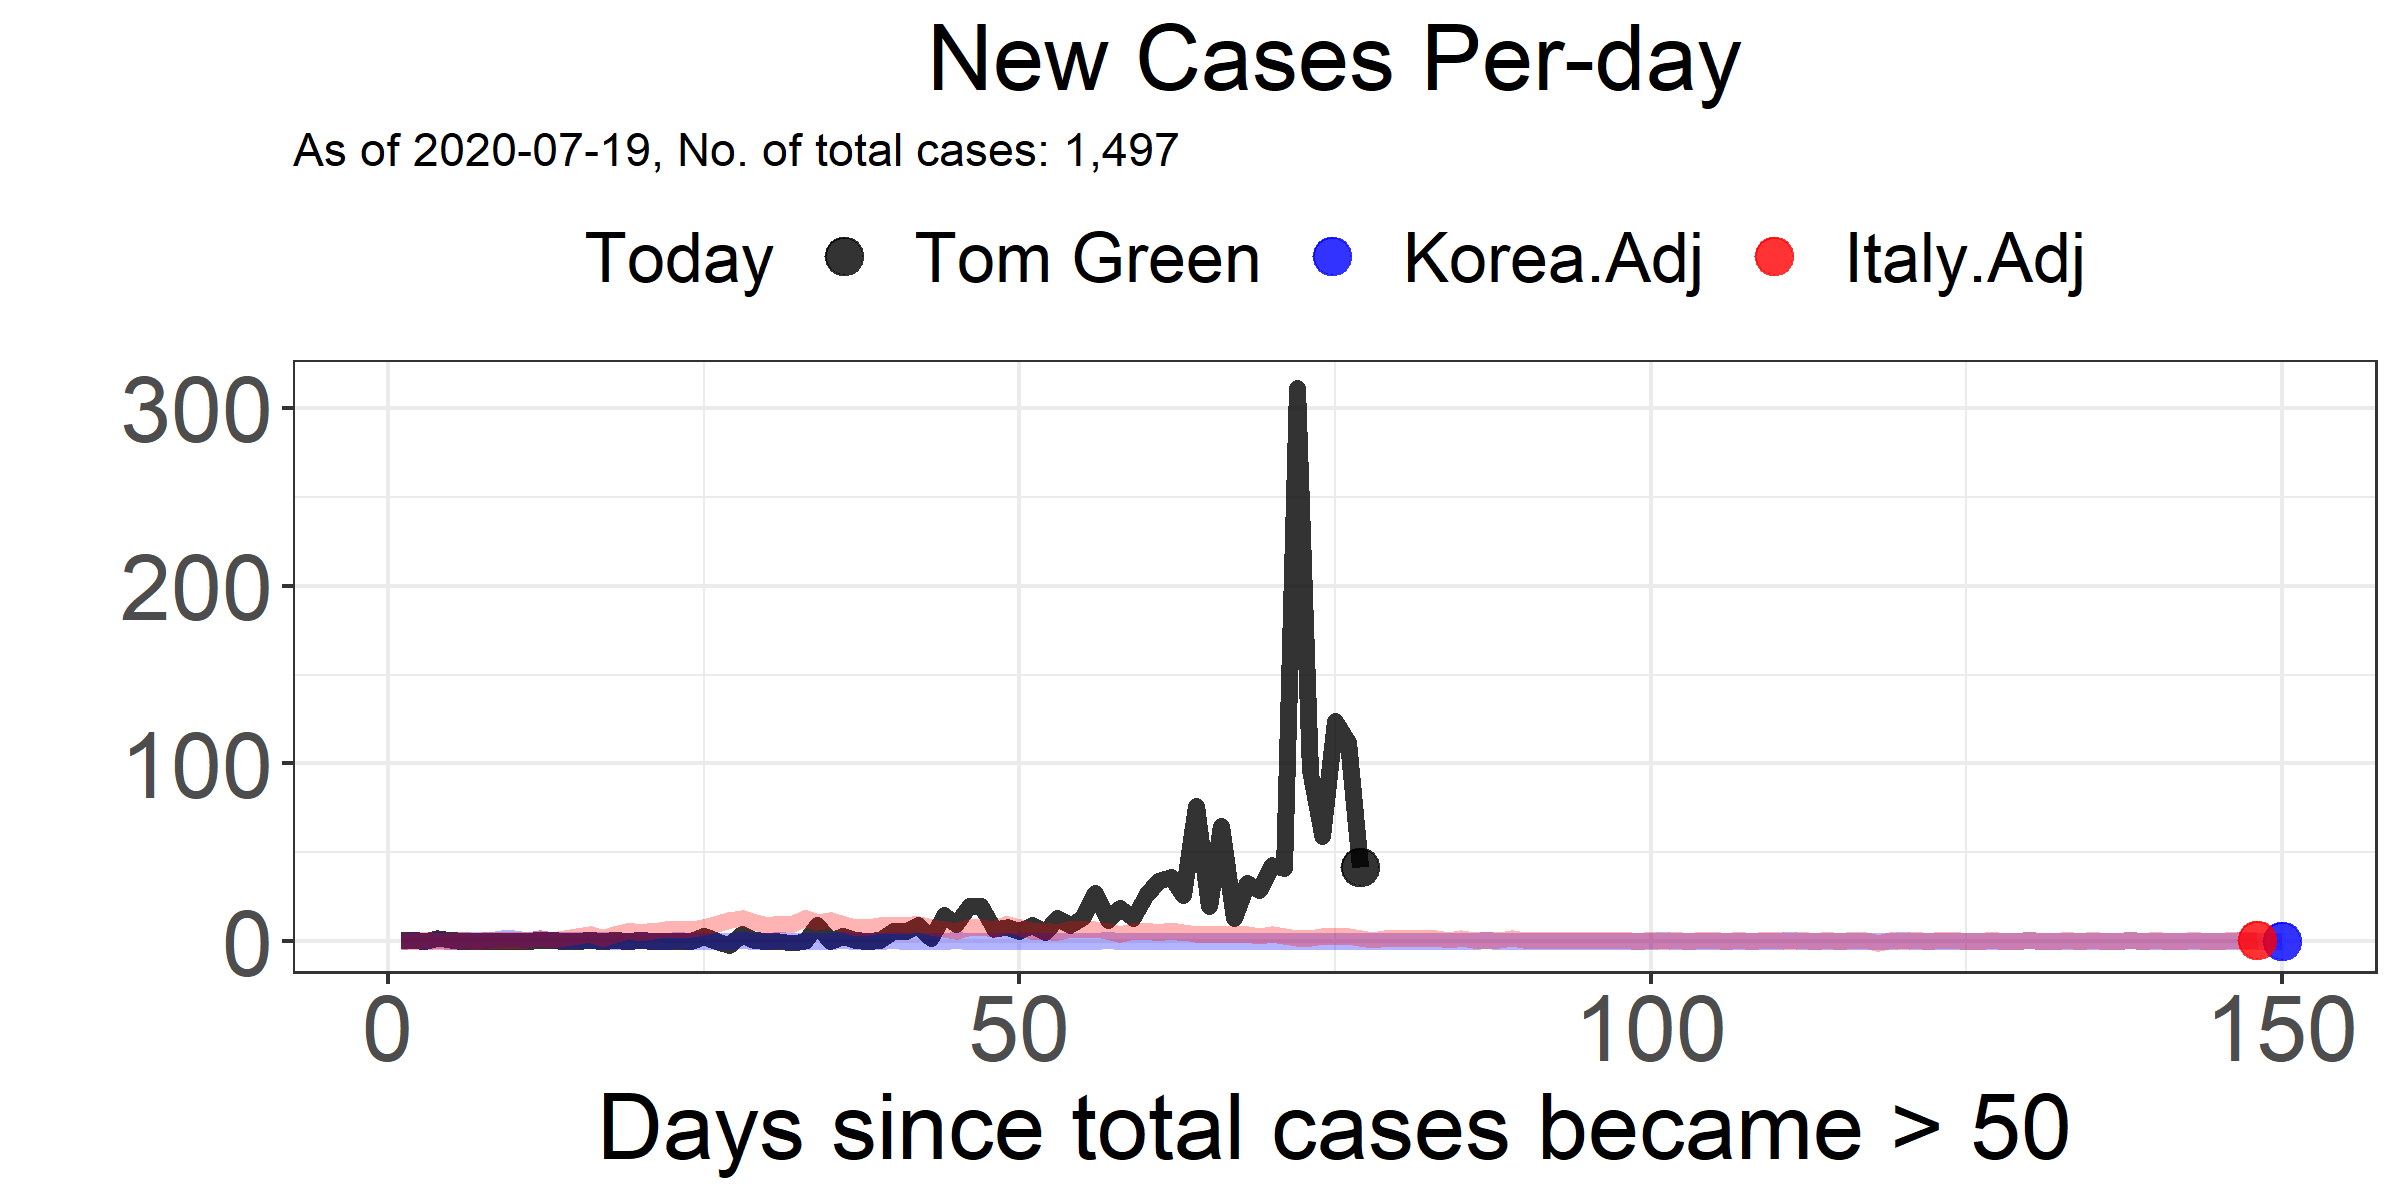 New Cases Per-day
As of 2020-07-19, No. of total cases: 1,497
Today Tom Green Korea.Adj Italy.Adj
300
200
100
0
0 50 100 150
Days since total cases became > 50